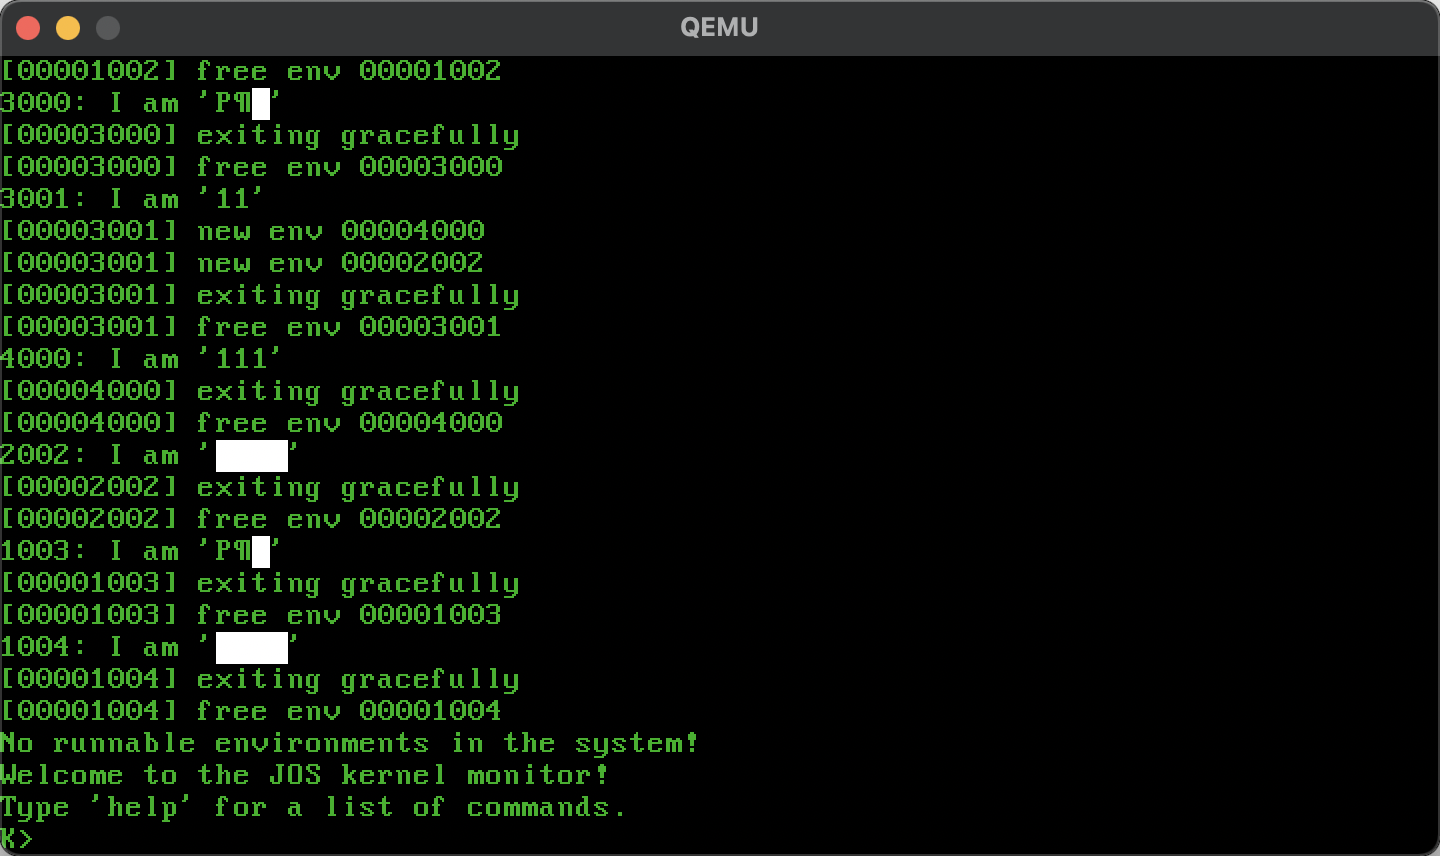 QEMU
[00001002] free env 00001002
3000: I am 'P¶ '
[00003000] exiting gracefully
[00003000] free env 00003000
3001: I am '11'
[00003001] new env 00004000
[00003001] new env 00002002
[00003001] exiting gracefully
[00003001] free env 00003001
4000: I am '111'
[00004000] exiting gracefully
[00004000] free env 00004000
2002: I am '    '
[00002002] exiting gracefully
[00002002] free env 00002002
1003: I am 'P¶ '
[00001003] exiting gracefully
[00001003] free env 00001003
1004: I am '    '
[00001004] exiting gracefully
[00001004] free env 00001004
No runnable environments in the system!
Welcome to the JOS kernel monitor!
Type 'help' for a list of commands.
K>